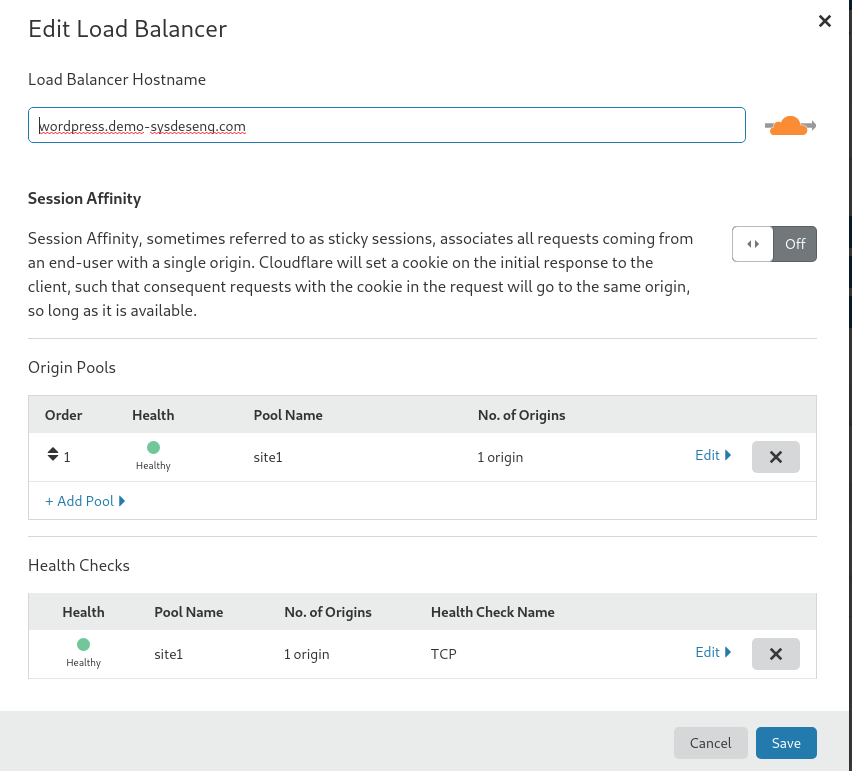 Edit Load Balancer
Load Balancer Hostname
wordpress.demo-sysdeseng.com
Session Affinity
Session Affinity, sometimes referred to as sticky sessions, associates all requests coming from
an end-user with a single origin. Cloudflare will set a cookie on the initial response to the
client, such that consequent requests with the cookie in the request will go to the same origin,
so long as it is available.
Off
Origin Pools
Order Health Pool Name No. of Origins
1 Healthy site1 1 origin Edit
+ Add Pool
Health Checks
Health Pool Name No. of Origins Health Check Name
Healthy site1 1 origin TCP Edit
Cancel Save